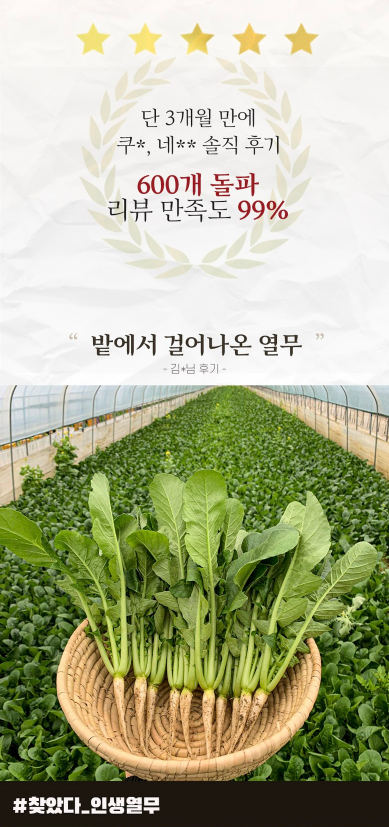 단 3개월 만에
쿠*, 네** 솔직 후기
600개 돌파
리뷰 만족도 99%
“ 밭에서 걸어나온 열무 ”
- 김*님 후기 -
#찾았다_인생열무